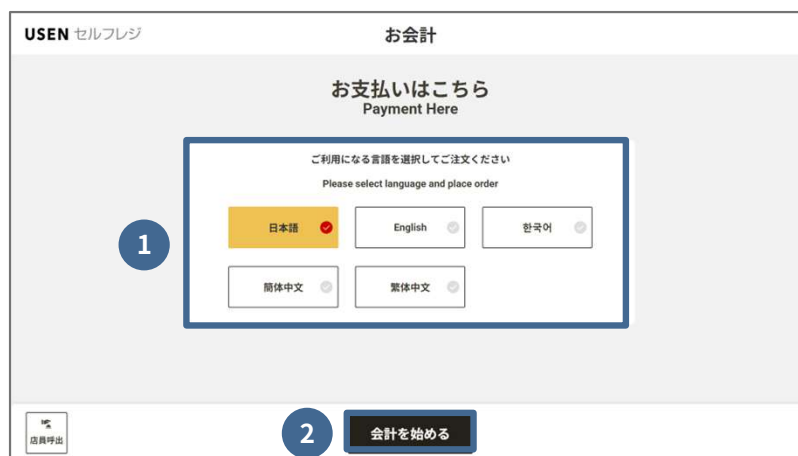 USEN セルフレジ
お会計
お支払いはこちら
Payment Here
ご利用になる言語を選択してご注文ください
Please select language and place order
1
日本語
English
한국어
簡体中文
繁体中文
店員呼出
2
会計を始める